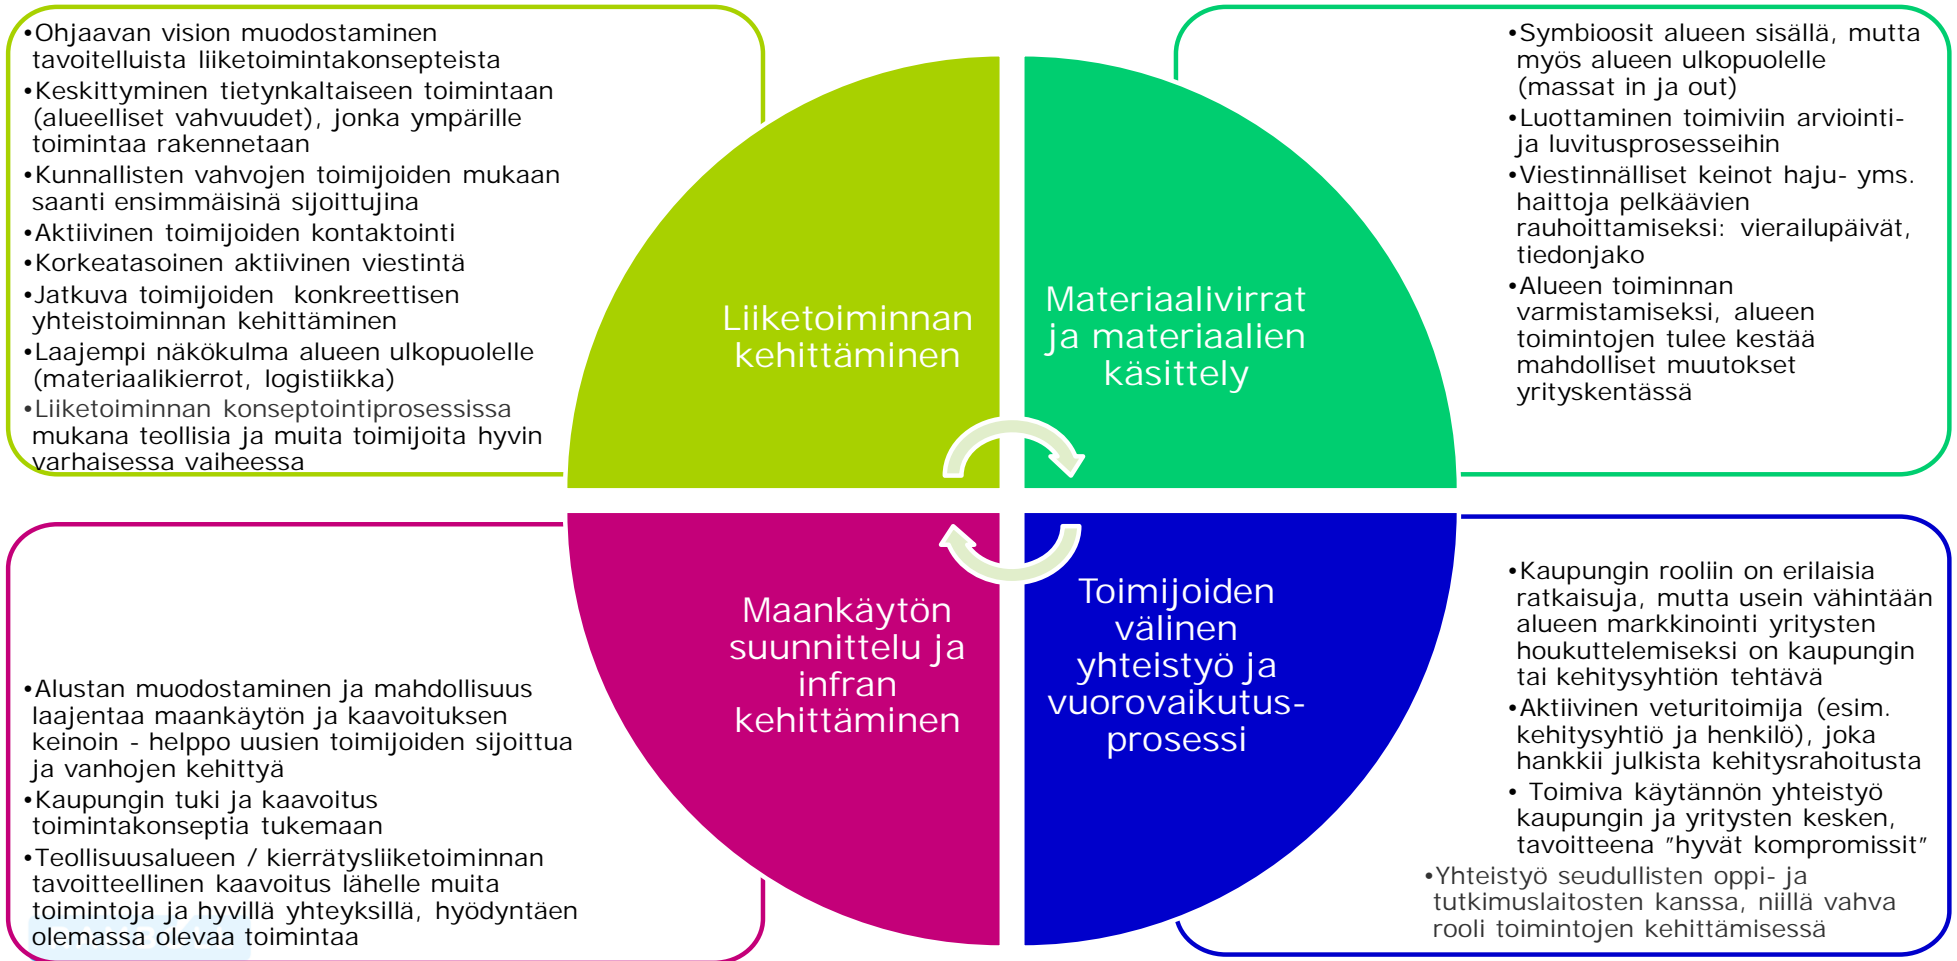 •Ohjaavan vision muodostaminen
tavoitelluista liiketoimintakonsepteista
•Keskittyminen tietynkaltaiseen toimintaan
(alueelliset vahvuudet), jonka ympärille
toimintaa rakennetaan
•Kunnallisten vahvojen toimijoiden mukaan
saanti ensimmäisinä sijoittujina
•Aktiivinen toimijoiden kontaktointi
•Korkeatasoinen aktiivinen viestintä
•Jatkuva toimijoiden konkreettisen
yhteistoiminnan kehittäminen
•Laajempi näkökulma alueen ulkopuolelle
(materiaalikierrot, logistiikka)
•Liiketoiminnan konseptointiprosessissa
mukana teollisia ja muita toimijoita hyvin
varhaisessa vaiheessa
Liiketoiminnan
kehittäminen
Materiaalivirrat
ja materiaalien
käsittely
•Symbioosit alueen sisällä, mutta
myös alueen ulkopuolelle
(massat in ja out)
•Luottaminen toimiviin arviointi-
ja luvitusprosesseihin
•Viestinnälliset keinot haju- yms.
haittoja pelkäävien
rauhoittamiseksi: vierailupäivät,
tiedonjako
•Alueen toiminnan
varmistamiseksi, alueen
toimintojen tulee kestää
mahdolliset muutokset
yrityskentässä
•Alustan muodostaminen ja mahdollisuus
laajentaa maankäytön ja kaavoituksen
keinoin - helppo uusien toimijoiden sijoittua
ja vanhojen kehittyä
•Kaupungin tuki ja kaavoitus
toimintakonseptia tukemaan
•Teollisuusalueen / kierrätysliiketoiminnan
tavoitteellinen kaavoitus lähelle muita
toimintoja ja hyvillä yhteyksillä, hyödyntäen
olemassa olevaa toimintaa
Maankäytön
suunnittelu ja
infran
kehittäminen
Toimijoiden
välinen
yhteistyö ja
vuorovaikutus-
prosessi
•Kaupungin rooliin on erilaisia
ratkaisuja, mutta usein vähintään
alueen markkinointi yritysten
houkuttelemiseksi on kaupungin
tai kehitysyhtiön tehtävä
•Aktiivinen veturitoimija (esim.
kehitysyhtiö ja henkilö), joka
hankkii julkista kehitysrahoitusta
• Toimiva käytännön yhteistyö
kaupungin ja yritysten kesken,
tavoitteena ”hyvät kompromissit”
•Yhteistyö seudullisten oppi- ja
tutkimuslaitosten kanssa, niillä vahva
rooli toimintojen kehittämisessä